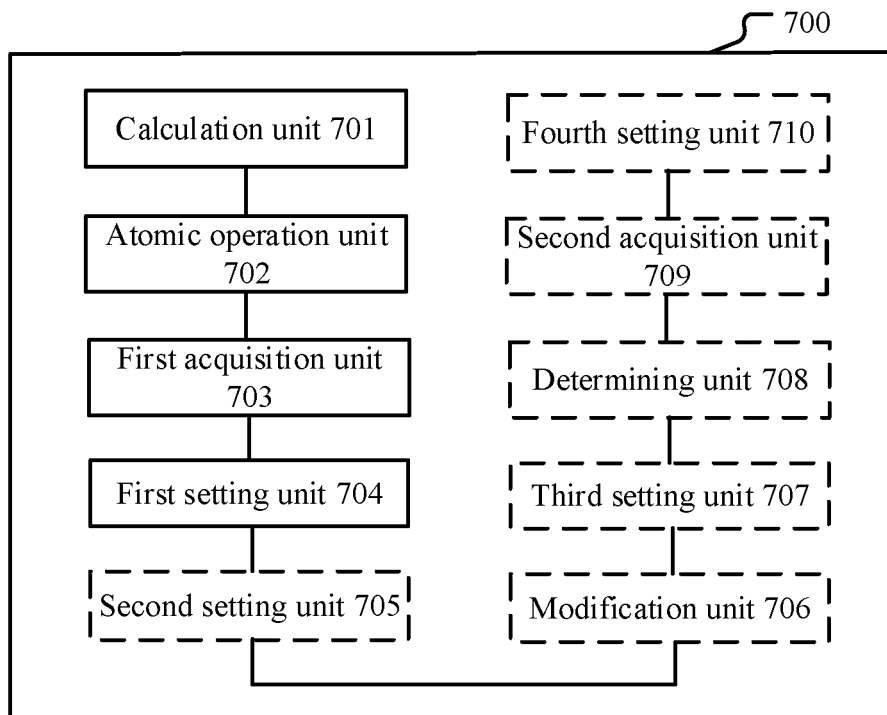 700
Calculation unit 701
Atomic operation unit
702
First acquisition unit
703
First setting unit 704
Second setting unit 705
Fourth setting unit 710
Second acquisition unit
709
Determining unit 708
Third setting unit 707
Modification unit 706